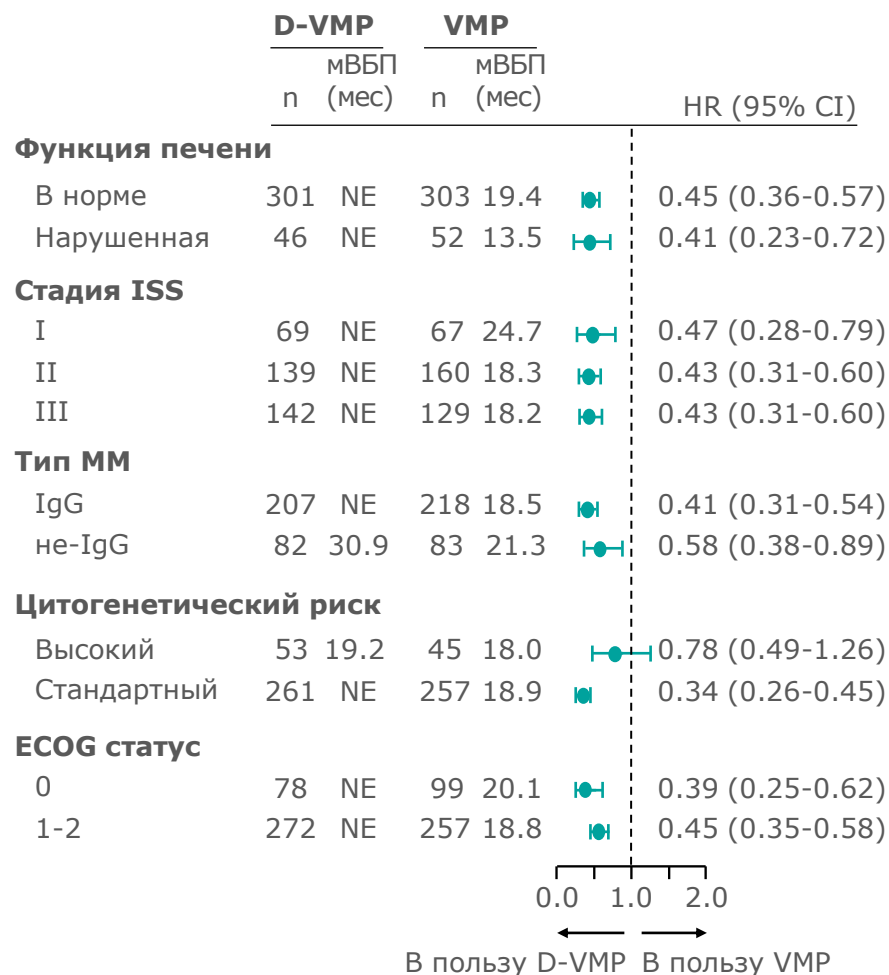 D-VMP VMP
мВБП мВБП
n (мес) n (мес) HR (95% CI)
Функция печени
В норме 301 NE 303 19.4 0.45 (0.36-0.57)
Нарушенная 46 NE 52 13.5 0.41 (0.23-0.72)
Стадия ISS
I 69 NE 67 24.7 0.47 (0.28-0.79)
II 139 NE 160 18.3 0.43 (0.31-0.60)
III 142 NE 129 18.2 0.43 (0.31-0.60)
Тип ММ
IgG 207 NE 218 18.5 0.41 (0.31-0.54)
не-IgG 82 30.9 83 21.3 0.58 (0.38-0.89)
Цитогенетический риск
Высокий 53 19.2 45 18.0 0.78 (0.49-1.26)
Стандартный 261 NE 257 18.9 0.34 (0.26-0.45)
ECOG статус
0 78 NE 99 20.1 0.39 (0.25-0.62)
1-2 272 NE 257 18.8 0.45 (0.35-0.58)
0.0 1.0 2.0
В пользу D-VMP В пользу VMP